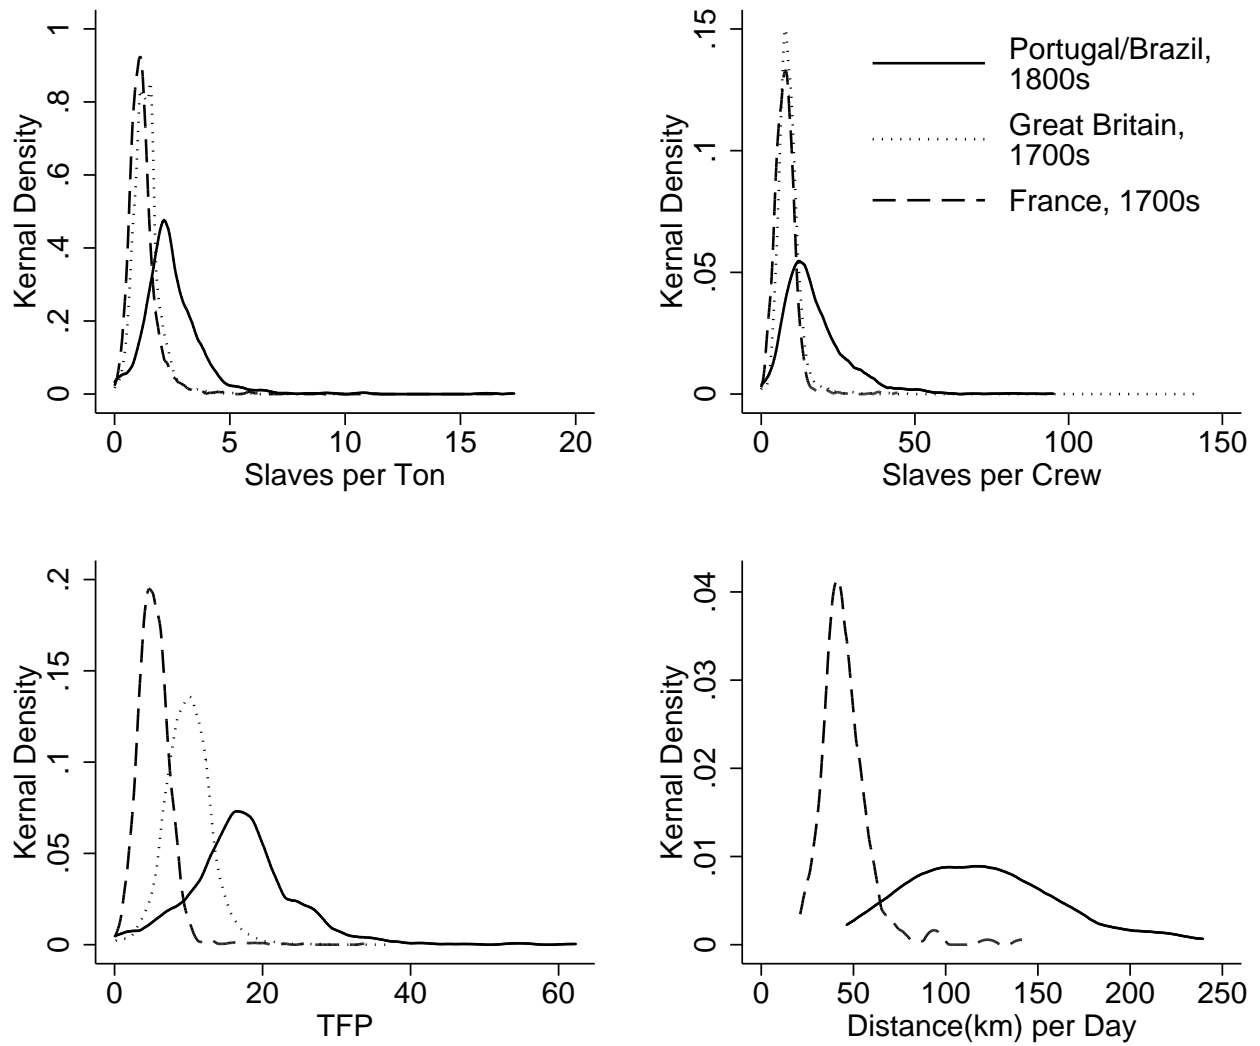 Kernal Density
0 .2 .4 .6 .8 1
0 5 10 15 20
Slaves per Ton
Kernal Density
0 .05 .1 .15
0 50 100 150
Slaves per Crew
Portugal/Brazil,
1800s
Great Britain,
1700s
France, 1700s
Kernal Density
0 .05 .1 .15 .2
0 20 40 60
TFP
Kernal Density
0 .01 .02 .03 .04
0 50 100 150 200 250
Distance(km) per Day